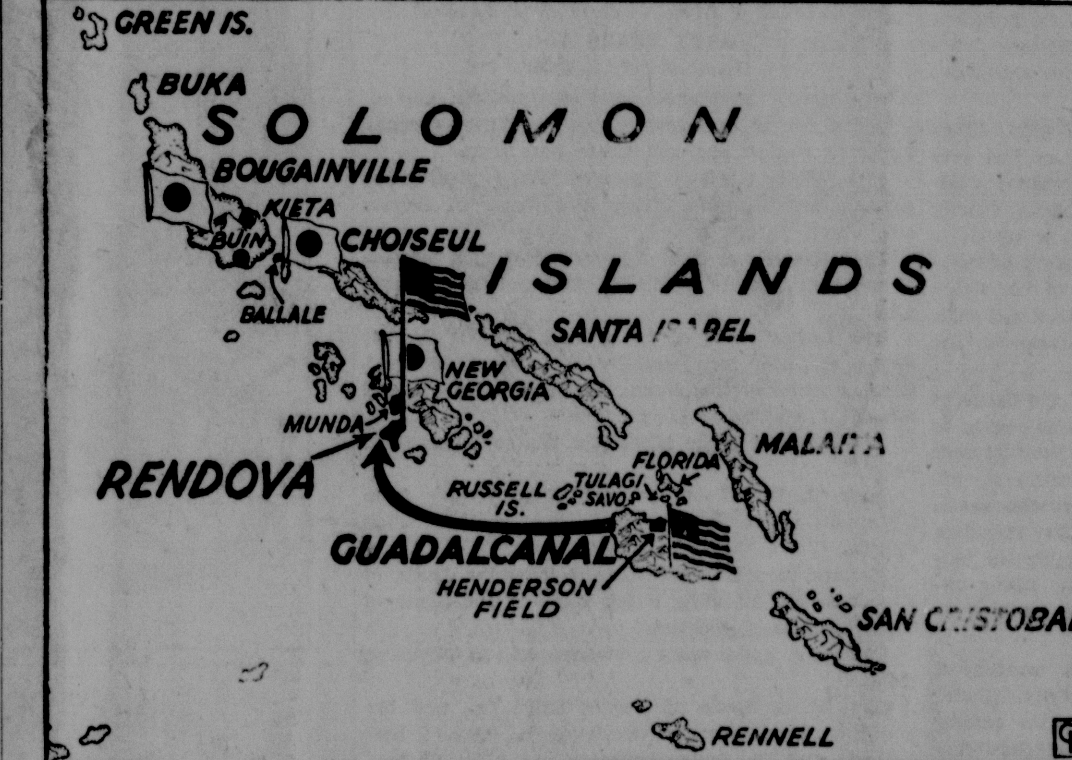 GREEN IS.
BUKA
SOLOMON
BOUGAINVILLE
KIETA
BUIN
CHOISEUL
ISLANDS
BALLALE
SANTA
NEW
GEORGIA
MUNDA
RENDOVA
MALAITA
FLORIDA
TULAGI
RUSSELL
IS.
SAVO
GUADALCANAL
HENDERSON
FIELD
SAN CRISTOBAL
RENNELL